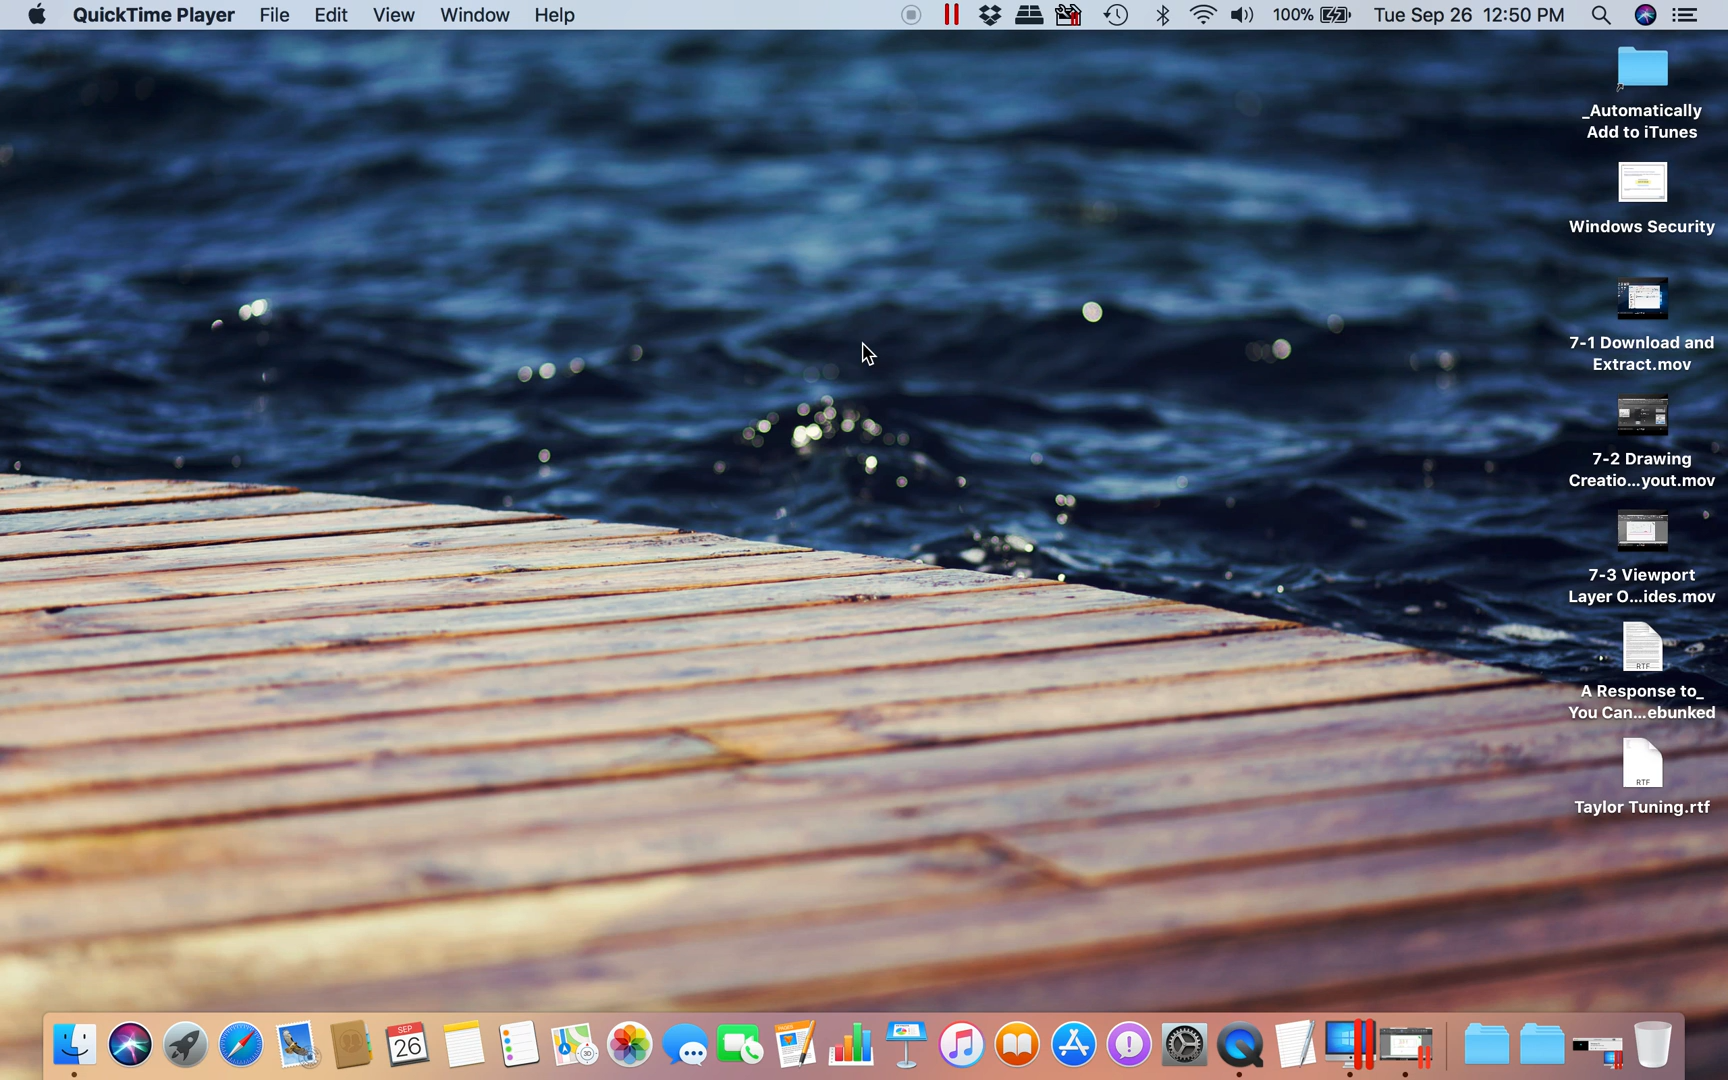 QuickTime Player File Edit View Window Help 100% Tue Sep 26 12:50 PM
_Automatically
Add to iTunes
Windows Security
7-1 Download and
Extract.mov
7-2 Drawing
Creatio...yout.mov
7-3 Viewport
Layer O...ides.mov
RTF
A Response to_
You Can...ebunked
RTF
Taylor Tuning.rtf
SEP
26
3D
PAGES